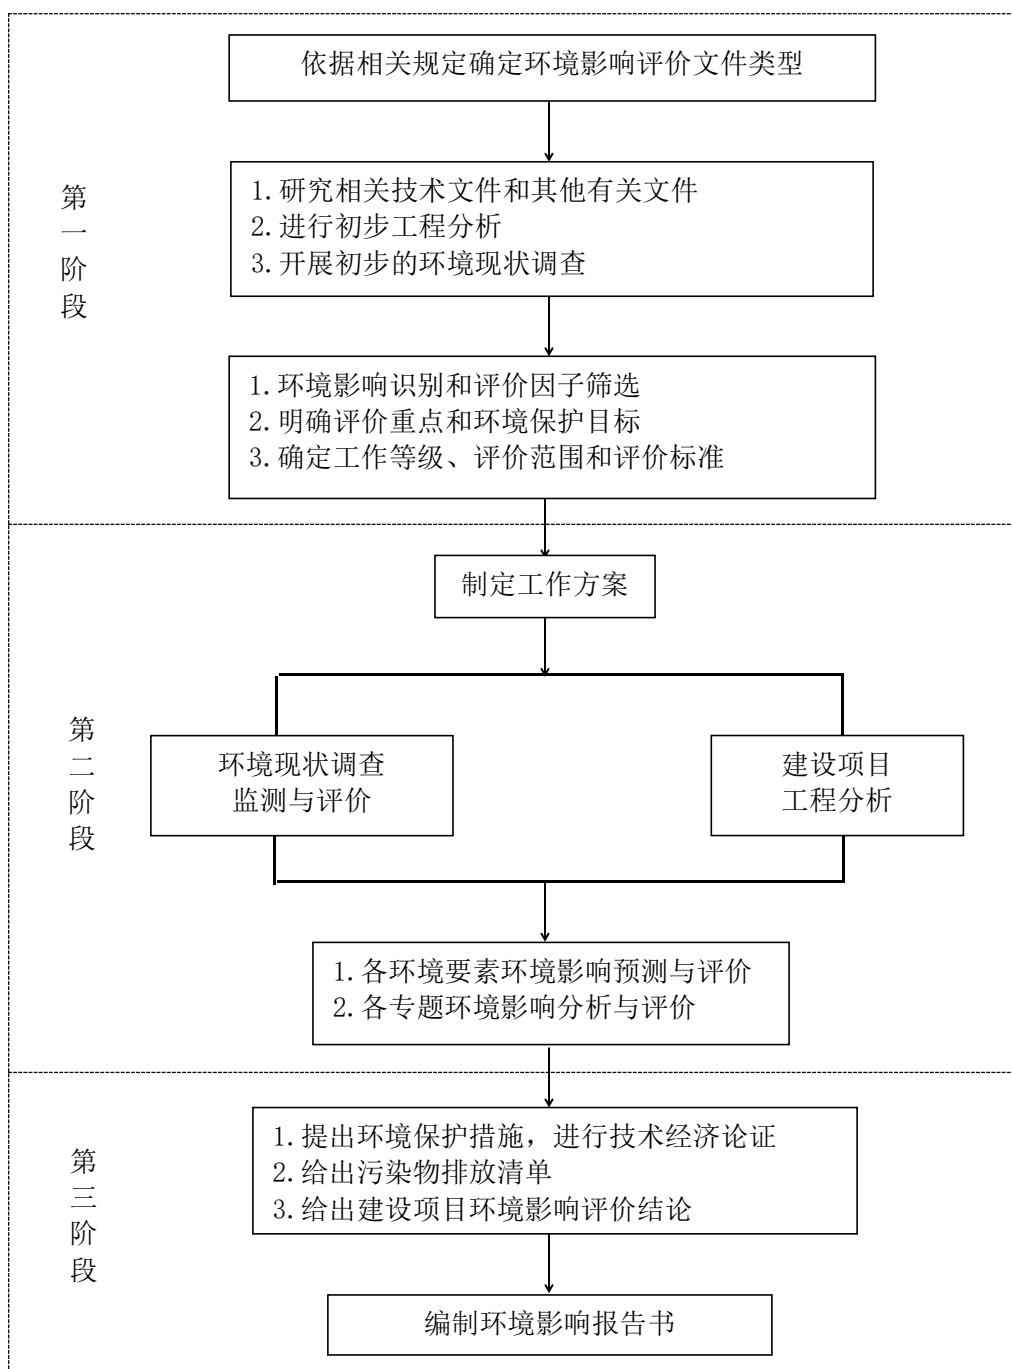 依据相关规定确定环境影响评价文件类型
第一阶段
1.研究相关技术文件和其他有关文件
2.进行初步工程分析
3.开展初步的环境现状调查
1.环境影响识别和评价因子筛选
2.明确评价重点和环境保护目标
3.确定工作等级、评价范围和评价标准
制定工作方案
第二阶段
环境现状调查
监测与评价
建设项目
工程分析
1.各环境要素环境影响预测与评价
2.各专题环境影响分析与评价
第三阶段
1.提出环境保护措施，进行技术经济论证
2.给出污染物排放清单
3.给出建设项目环境影响评价结论
编制环境影响报告书